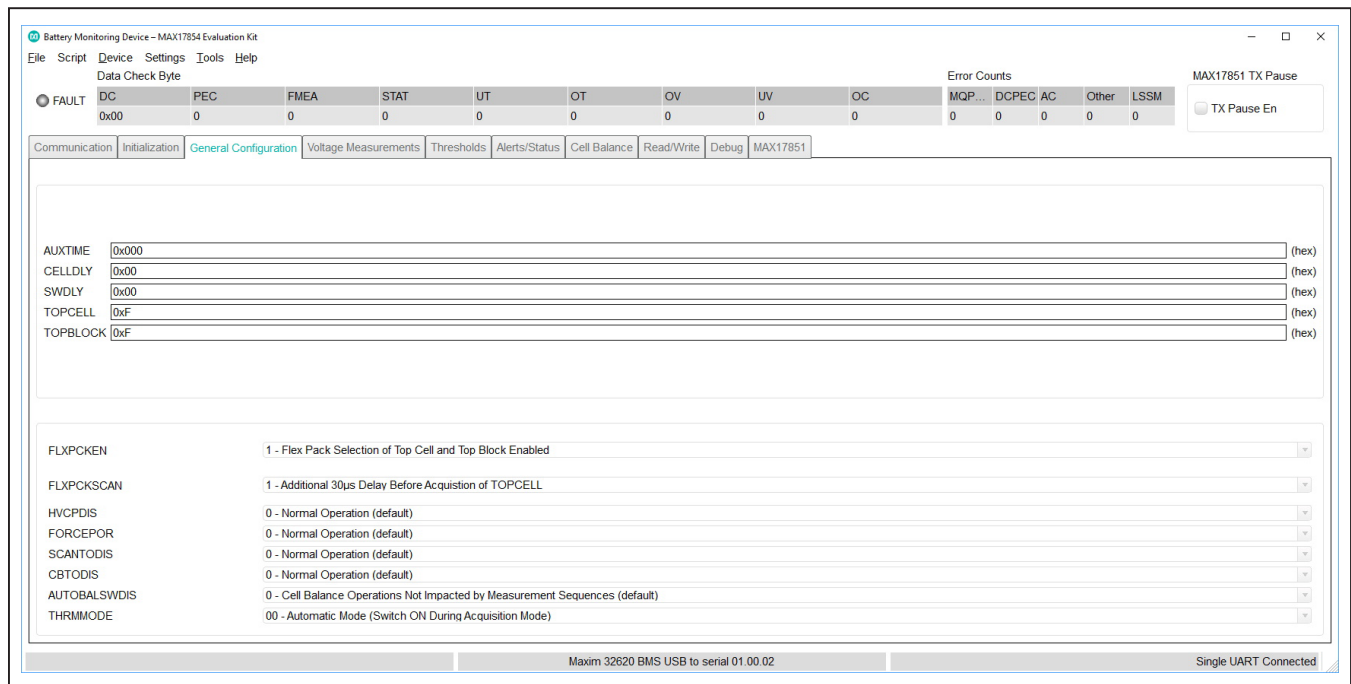 Battery Monitoring Device – MAX17854 Evaluation Kit
File Script Device Settings Tools Help
Data Check Byte Error Counts MAX17851 TX Pause
FAULT DC PEC FMEA STAT UT OT OV UV OC MQP... DCPEC AC Other LSSM
0x00 0 0 0 0 0 0 0 0 0 0 0 0 0 TX Pause En
Communication Initialization General Configuration Voltage Measurements Thresholds Alerts/Status Cell Balance Read/Write Debug MAX17851
AUXTIME 0x000 (hex)
CELLDLY 0x00 (hex)
SWDLY 0x00 (hex)
TOPCELL 0xF (hex)
TOPBLOCK 0xF (hex)
FLXPCKEN 1 - Flex Pack Selection of Top Cell and Top Block Enabled
FLXPCKSCAN 1 - Additional 30µs Delay Before Acquistion of TOPCELL
HVCPDIS 0 - Normal Operation (default)
FORCEPOR 0 - Normal Operation (default)
SCANTODIS 0 - Normal Operation (default)
CBTODIS 0 - Normal Operation (default)
AUTOBALSWDIS 0 - Cell Balance Operations Not Impacted by Measurement Sequences (default)
THRMMODE 00 - Automatic Mode (Switch ON During Acquisition Mode)
Maxim 32620 BMS USB to serial 01.00.02 Single UART Connected